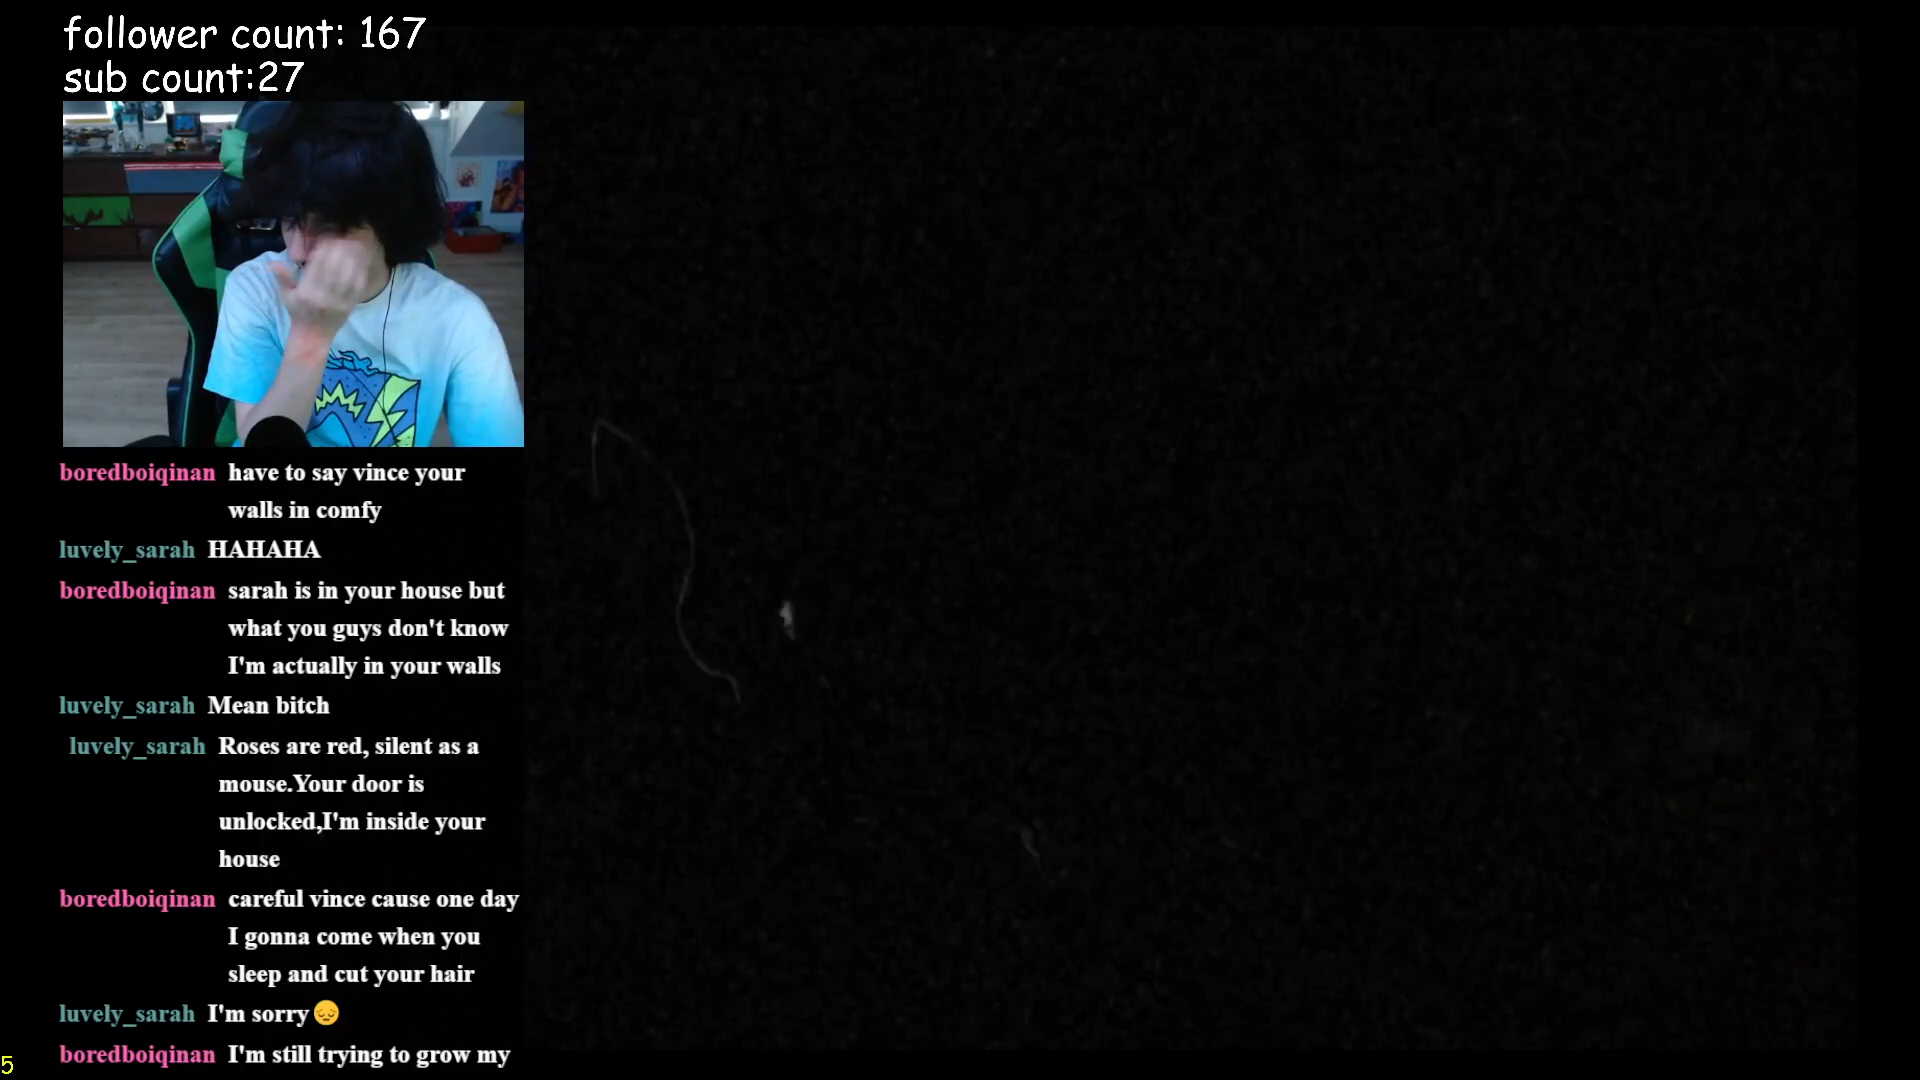 follower count: 167
sub count:27
boredboiqinan have to say vince your
walls in comfy
luvely_sarah HAHAHA
boredboiqinan sarah is in your house but
what you guys don't know
I'm actually in your walls
luvely_sarah Mean bitch
luvely_sarah Roses are red, silent as a
mouse.Your door is
unlocked,I'm inside your
house
boredboiqinan careful vince cause one day
I gonna come when you
sleep and cut your hair
luvely_sarah I'm sorry😔
boredboiqinan I'm still trying to grow my
5